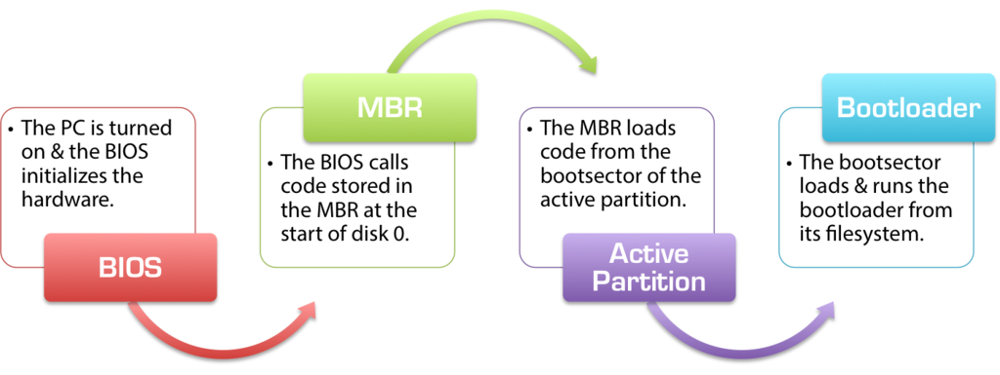 • The PC is turned
on & the BIOS
initializes the
hardware.
BIOS
MBR
• The BIOS calls
code stored in
the MBR at the
start of disk 0.
• The MBR loads
code from the
bootsector of the
active partition.
Active
Partition
Bootloader
• The bootsector
loads & runs the
bootloader from
its filesystem.